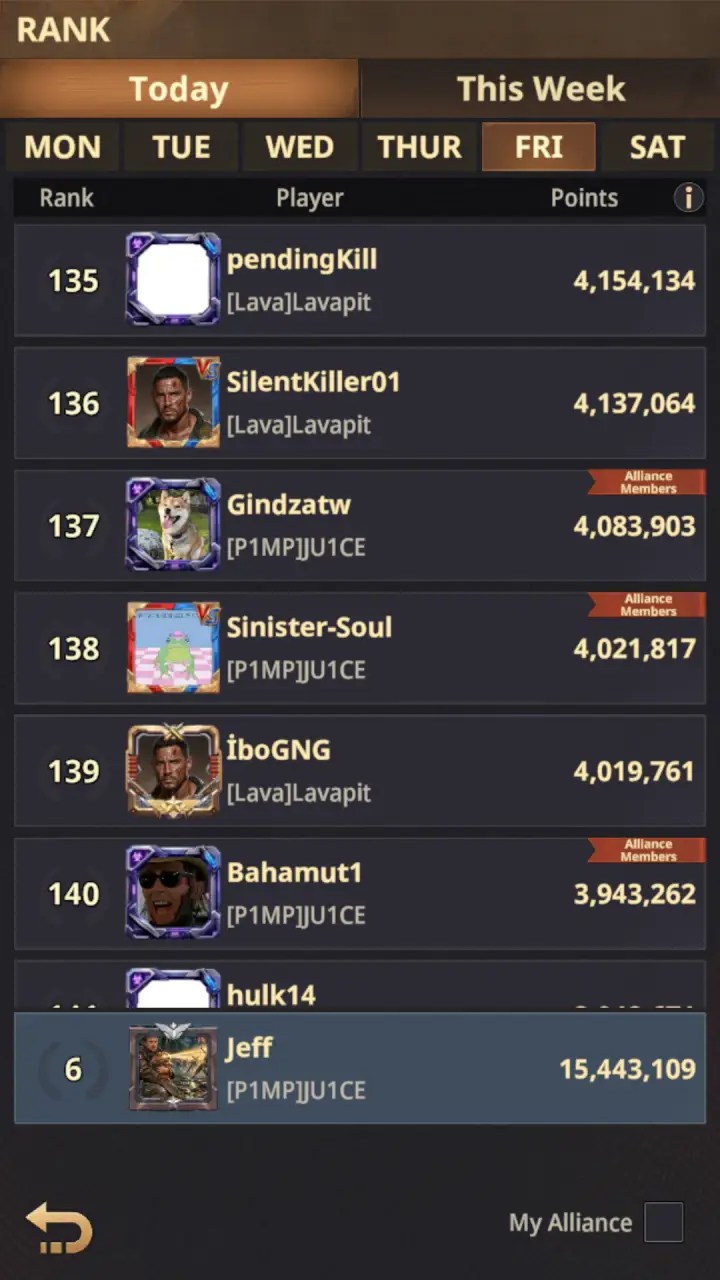 RANK
Today
This Week
MON
TUE
WED
THUR
FRI
SAT
Rank
Player
Points
135
pendingKill
[Lava]Lavapit
4,154,134
136
SilentKiller01
[Lava]Lavapit
4,137,064
Alliance
Members
137
Gindzatw
[P1MP]JU1CE
4,083,903
Alliance
Members
138
Sinister-Soul
[P1MP]JU1CE
4,021,817
139
İboGNG
[Lava]Lavapit
4,019,761
Alliance
Members
140
Bahamut1
[P1MP]JU1CE
3,943,262
hulk14
6
Jeff
[P1MP]JU1CE
15,443,109
My Alliance